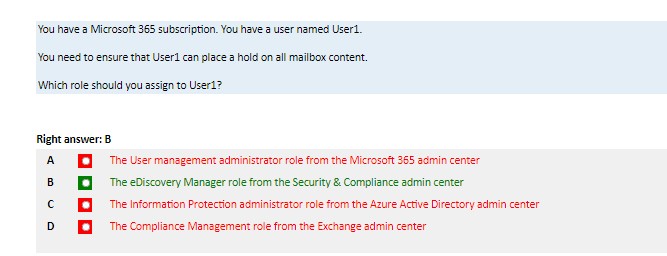 You have a Microsoft 365 subscription. You have a user named User1.
You need to ensure that User1 can place a hold on all mailbox content.
Which role should you assign to User1?
Right answer: B
A The User management administrator role from the Microsoft 365 admin center
B The eDiscovery Manager role from the Security & Compliance admin center
C The Information Protection administrator role from the Azure Active Directory admin center
D The Compliance Management role from the Exchange admin center